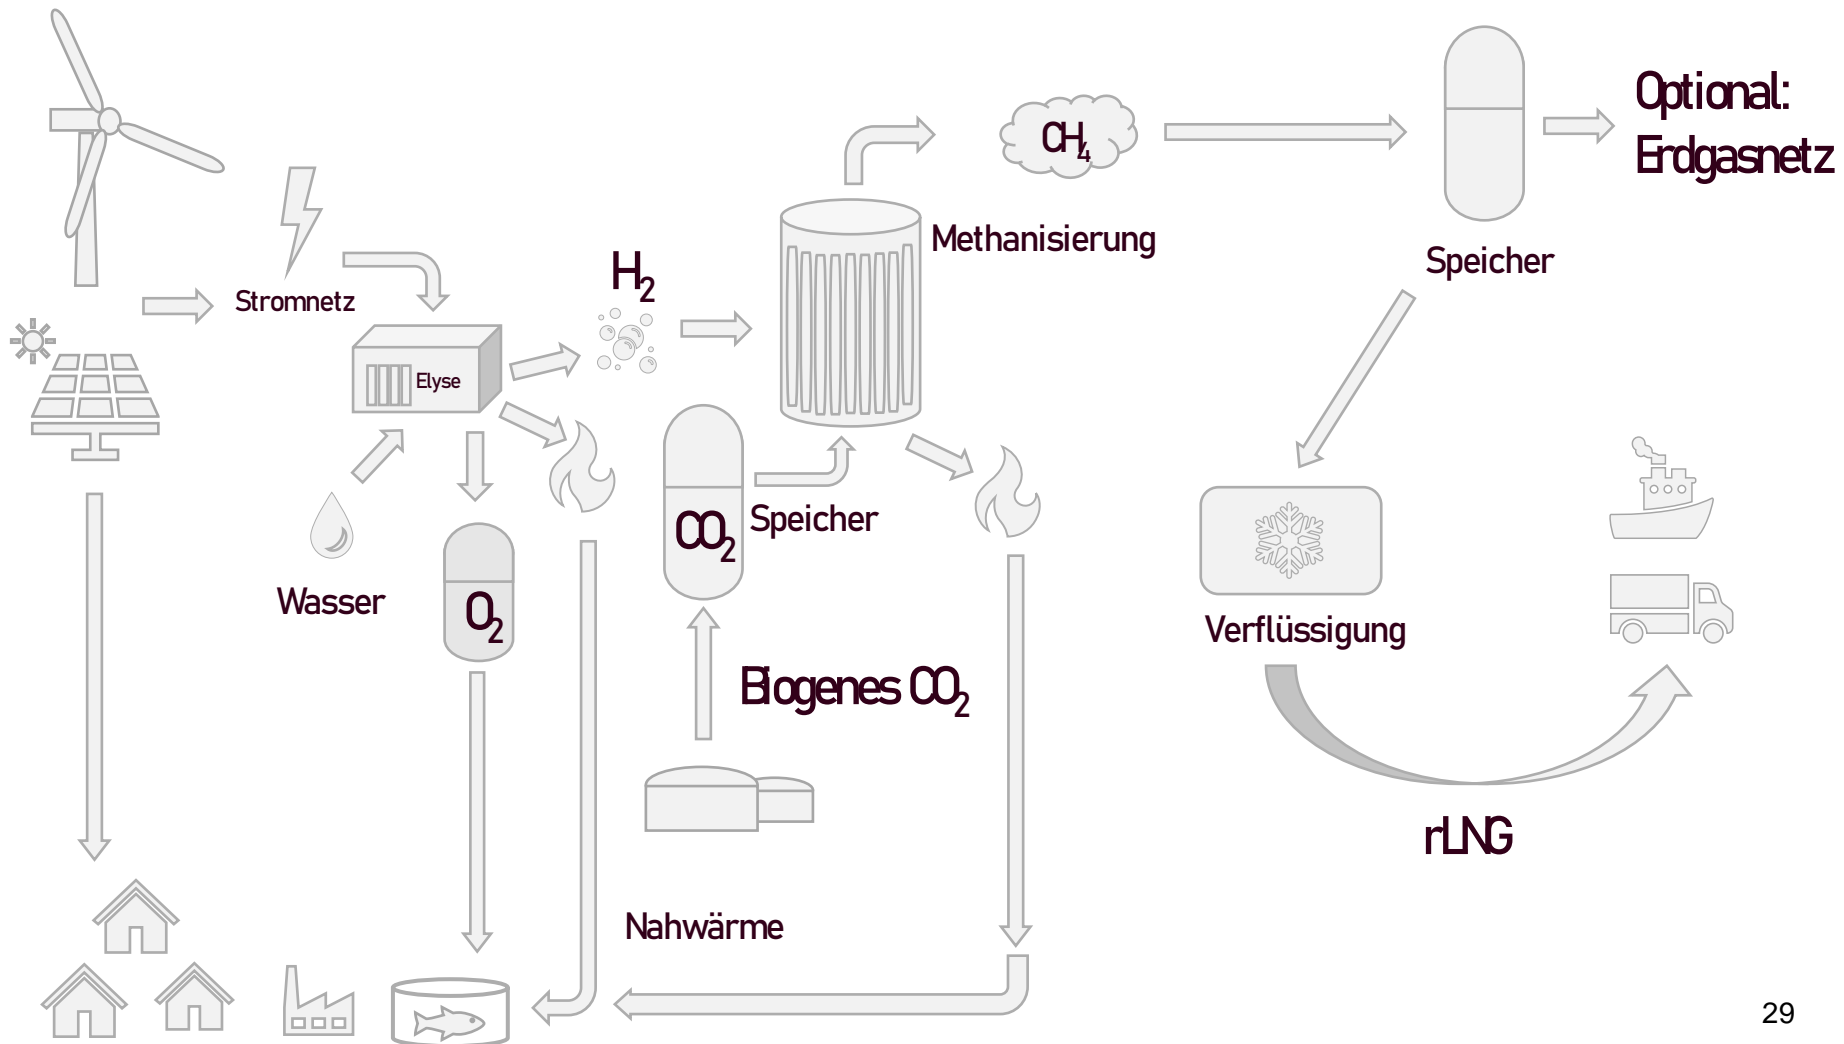 Optional:
Erdgasnetz
CH4
Methanisierung
Speicher
H2
Stromnetz
Elyse
CO2
Speicher
Wasser
O2
Verflüssigung
Biogenes CO2
rLNG
Nahwärme
29